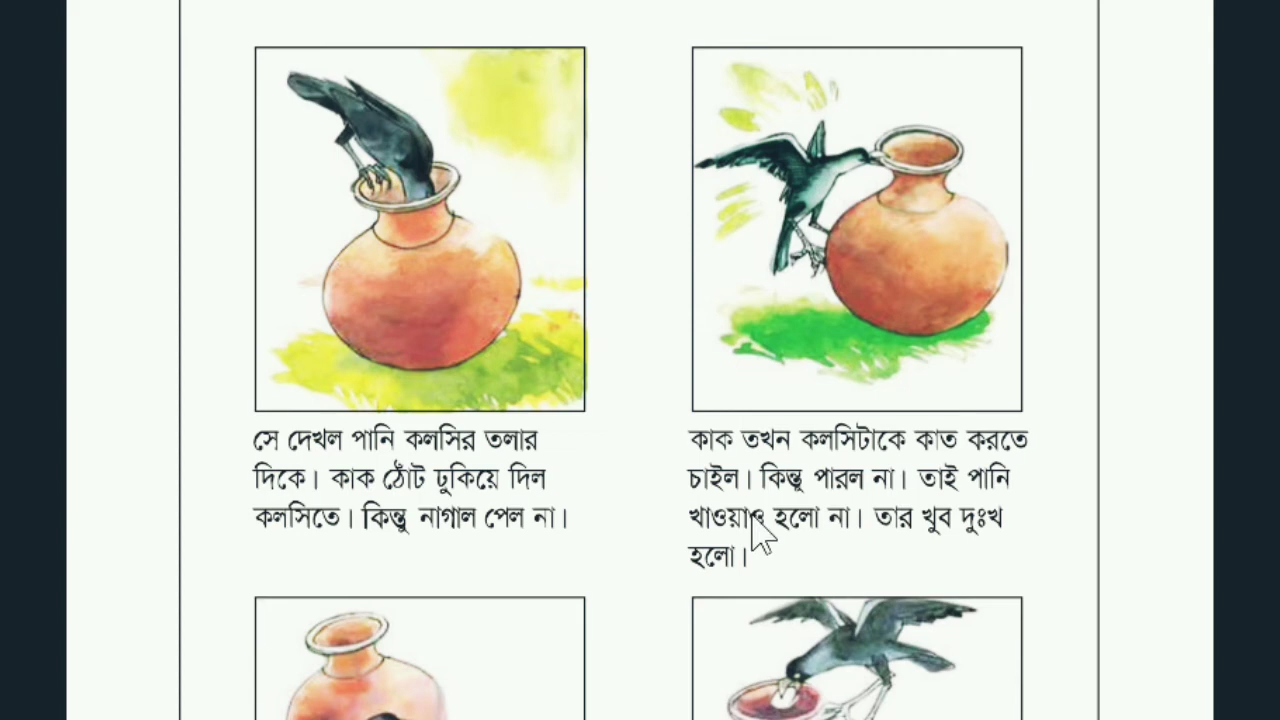 সে দেখল পানি কলসির তলার
দিকে। কাক ঠোঁট ঢুকিয়ে দিল
কলসিতে। কিন্তু নাগাল পেল না।
কাক তখন কলসিটাকে কাত করতে
চাইল। কিন্তু পারল না। তাই পানি
খাওয়াও হলো না। তার খুব দুঃখ
হলো।